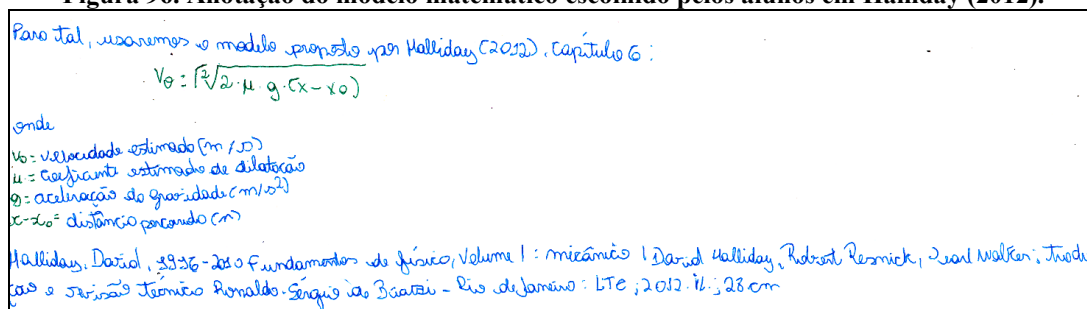 Figura 96. Anotação do modelo matemático escolhido pelos alunos em Halliday (2012).
Para tal, usaremos o modelo proposto por Halliday (2012), capítulo 6:
V₀ = √2·μ·g·(x-x0)
onde
V₀ = velocidade estimada (m/s)
μ = coeficiente estimado de dilatação
g = aceleração da gravidade (m/s²)
x-x₀ = distância percorrida (m)
Halliday, David, 1916-2010 Fundamentos de física, Volume 1: mecânica / David Halliday, Robert Resnick, Jearl Walker; tradu
ção e revisão técnica Ronaldo Sérgio de Biasi - Rio de Janeiro: LTC; 2012. il.; 28 cm